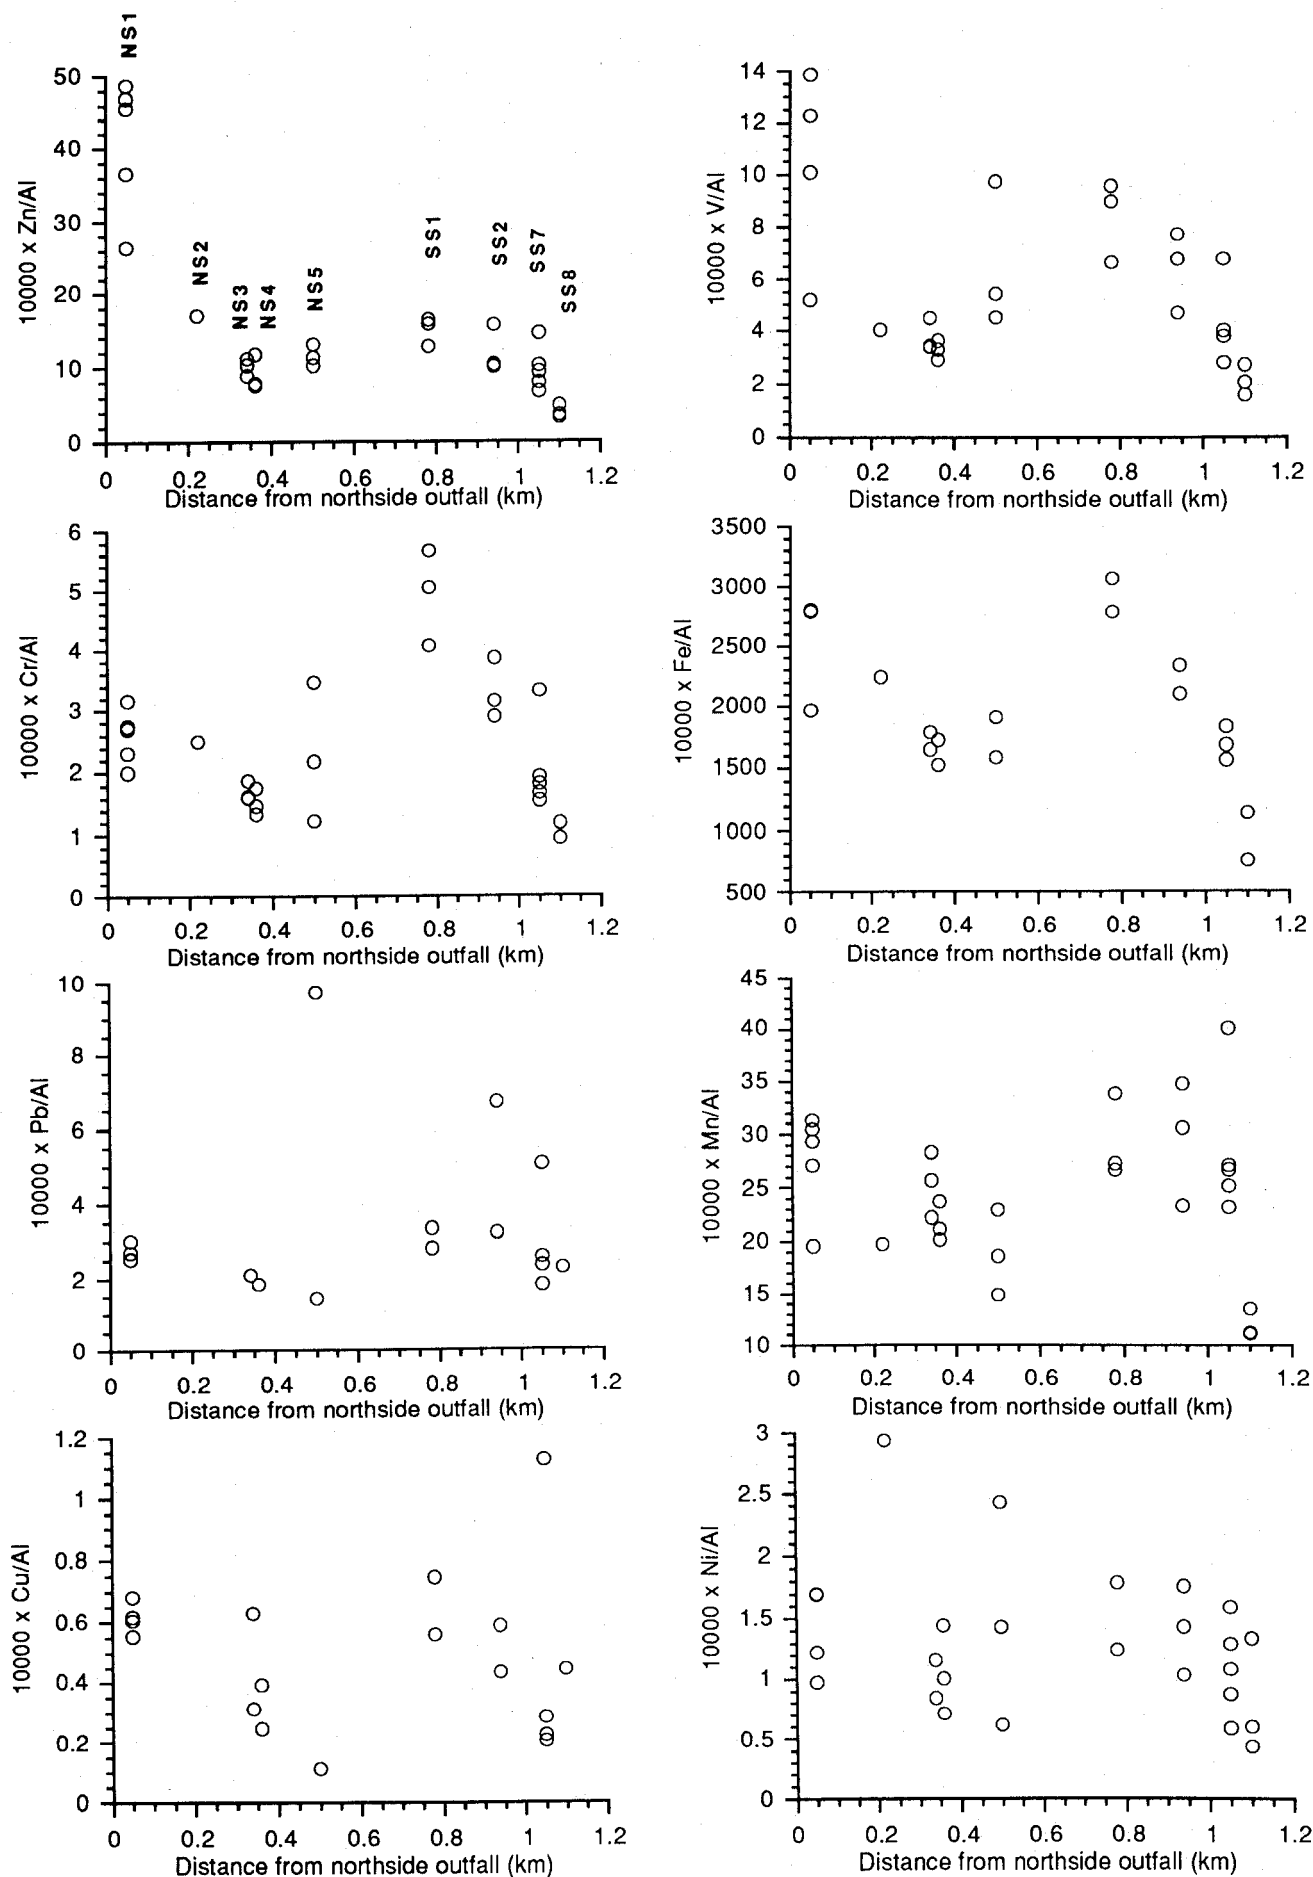 NS1
50
40
30
20
10
0
10000 x Zn/Al
NS2
NS3
NS4
NS5
SS1
SS2
SS7
SS8
0 0.2 0.4 0.6 0.8 1 1.2
Distance from northside outfall (km)
14
12
10
8
6
4
2
0
10000 x V/Al
0 0.2 0.4 0.6 0.8 1 1.2
Distance from northside outfall (km)
6
5
4
3
2
1
0
10000 x Cr/Al
0 0.2 0.4 0.6 0.8 1 1.2
Distance from northside outfall (km)
3500
3000
2500
2000
1500
1000
500
10000 x Fe/Al
0 0.2 0.4 0.6 0.8 1 1.2
Distance from northside outfall (km)
10
8
6
4
2
0
10000 x Pb/Al
0 0.2 0.4 0.6 0.8 1 1.2
Distance from northside outfall (km)
45
40
35
30
25
20
15
10
10000 x Mn/Al
0 0.2 0.4 0.6 0.8 1 1.2
Distance from northside outfall (km)
1.2
1
0.8
0.6
0.4
0.2
0
10000 x Cu/Al
0 0.2 0.4 0.6 0.8 1 1.2
Distance from northside outfall (km)
3
2.5
2
1.5
1
0.5
0
10000 x Ni/Al
0 0.2 0.4 0.6 0.8 1 1.2
Distance from northside outfall (km)